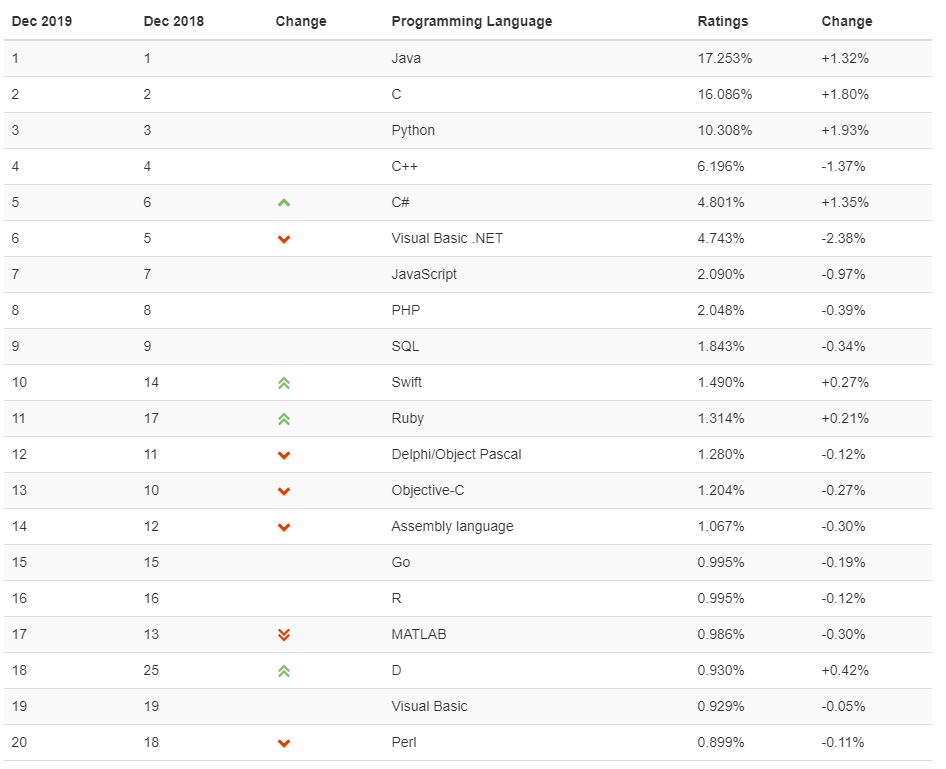 Dec 2019 Dec 2018 Change Programming Language Ratings Change
1 1 Java 17.253% +1.32%
2 2 C 16.086% +1.80%
3 3 Python 10.308% +1.93%
4 4 C++ 6.196% -1.37%
5 6 C# 4.801% +1.35%
6 5 Visual Basic .NET 4.743% -2.38%
7 7 JavaScript 2.090% -0.97%
8 8 PHP 2.048% -0.39%
9 9 SQL 1.843% -0.34%
10 14 Swift 1.490% +0.27%
11 17 Ruby 1.314% +0.21%
12 11 Delphi/Object Pascal 1.280% -0.12%
13 10 Objective-C 1.204% -0.27%
14 12 Assembly language 1.067% -0.30%
15 15 Go 0.995% -0.19%
16 16 R 0.995% -0.12%
17 13 MATLAB 0.986% -0.30%
18 25 D 0.930% +0.42%
19 19 Visual Basic 0.929% -0.05%
20 18 Perl 0.899% -0.11%